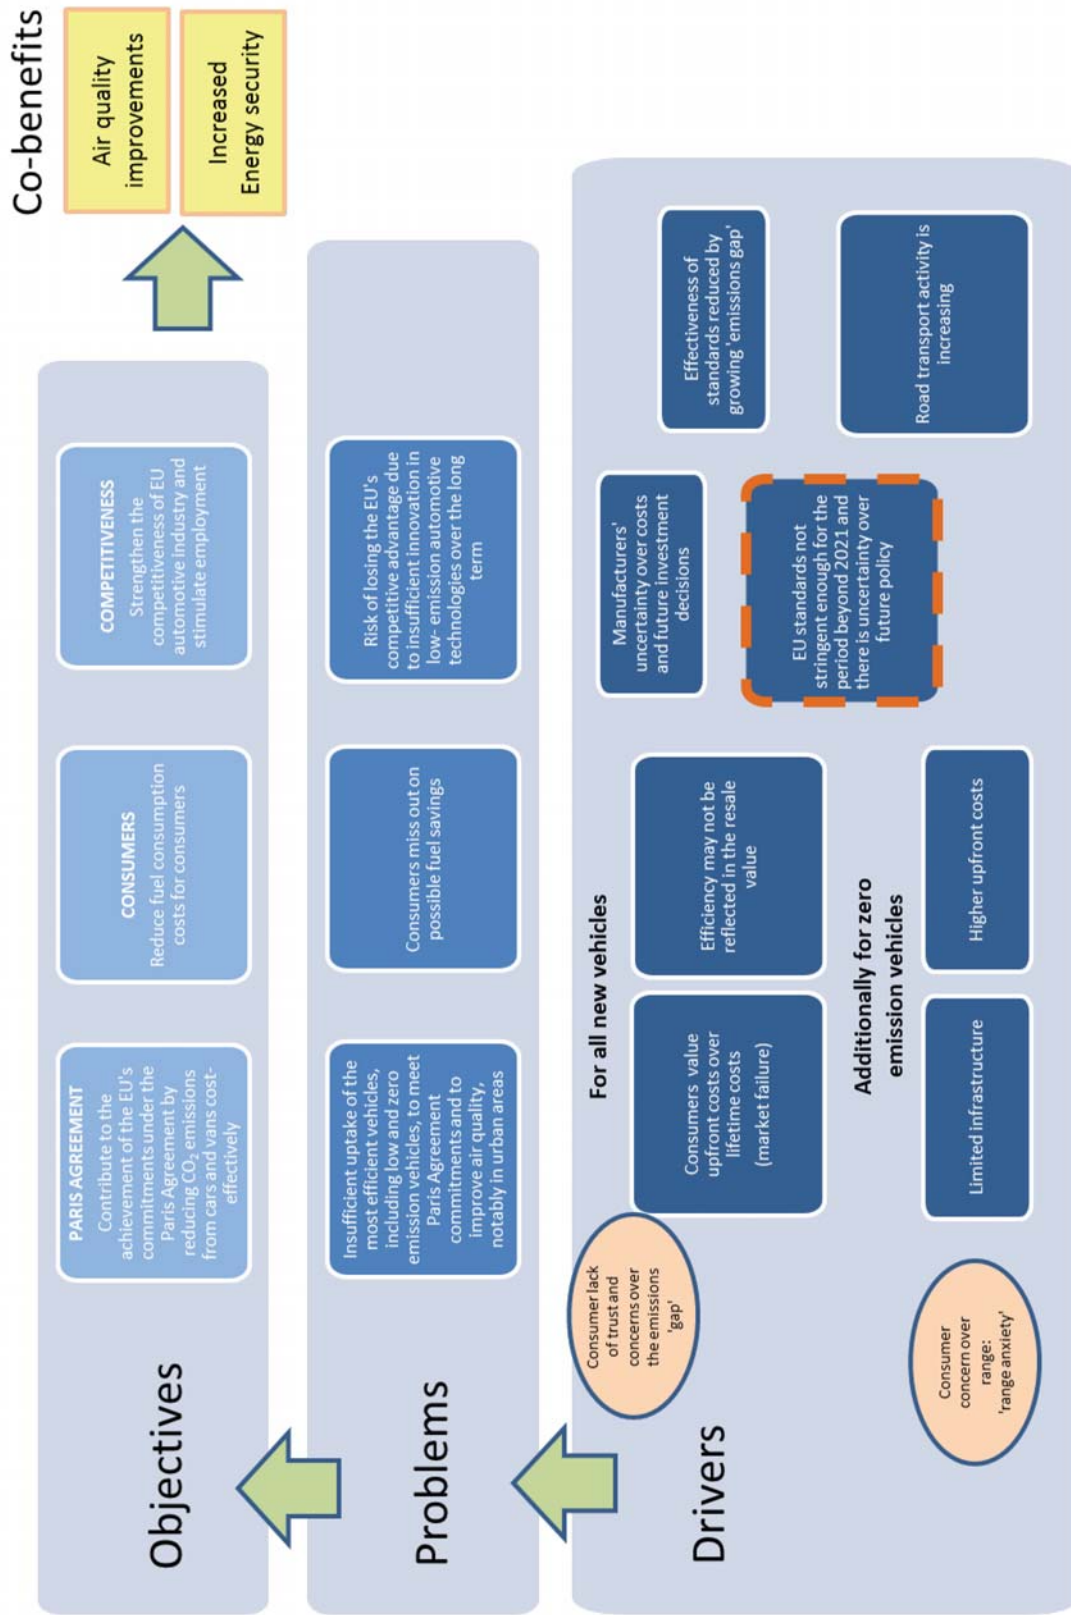 Co-benefits
Air quality
improvements
Increased
Energy security
Objectives
PARIS AGREEMENT
Contribute to the
achievement of the EU's
commitments under the
Paris Agreement by
reducing CO₂ emissions
from cars and vans cost-
effectively
CONSUMERS
Reduce fuel consumption
costs for consumers
COMPETITIVENESS
Strengthen the
competitiveness of EU
automotive industry and
stimulate employment
Problems
Insufficient uptake of the
most efficient vehicles,
including low and zero
emission vehicles, to meet
Paris Agreement
commitments and to
improve air quality,
notably in urban areas
Consumers miss out on
possible fuel savings
Risk of losing the EU's
competitive advantage due
to insufficient innovation in
low- emission automotive
technologies over the long
term
Drivers
Consumer lack
of trust and
concerns over
the emissions
'gap'
Consumer
concern over
range:
'range anxiety'
For all new vehicles
Consumers value
upfront costs over
lifetime costs
(market failure)
Efficiency may not be
reflected in the resale
value
Additionally for zero
emission vehicles
Limited infrastructure
Higher upfront costs
Manufacturers'
uncertainty over costs
and future investment
decisions
EU standards not
stringent enough for the
period beyond 2021 and
there is uncertainty over
future policy
Effectiveness of
standards reduced by
growing 'emissions gap'
Road transport activity is
increasing